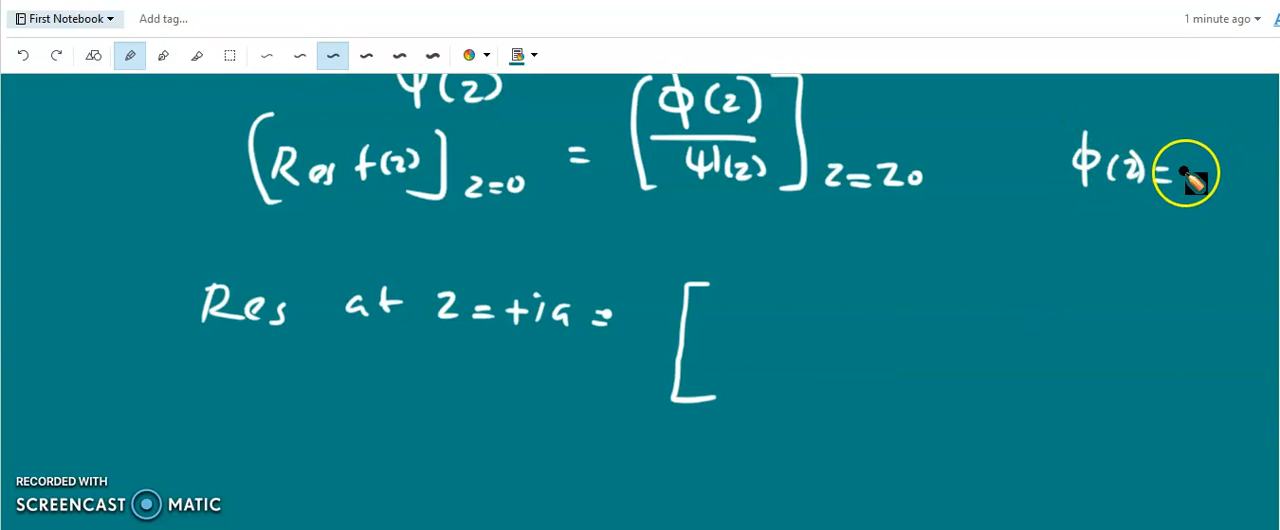 First Notebook Add tag... 1 minute ago
ψ(z)
[Res f(z)] z=0 = [ϕ(z) / ψ|(z)] z=z0 ϕ(z)=
Res at z=+ia= [
RECORDED WITH
SCREENCAST MATIC